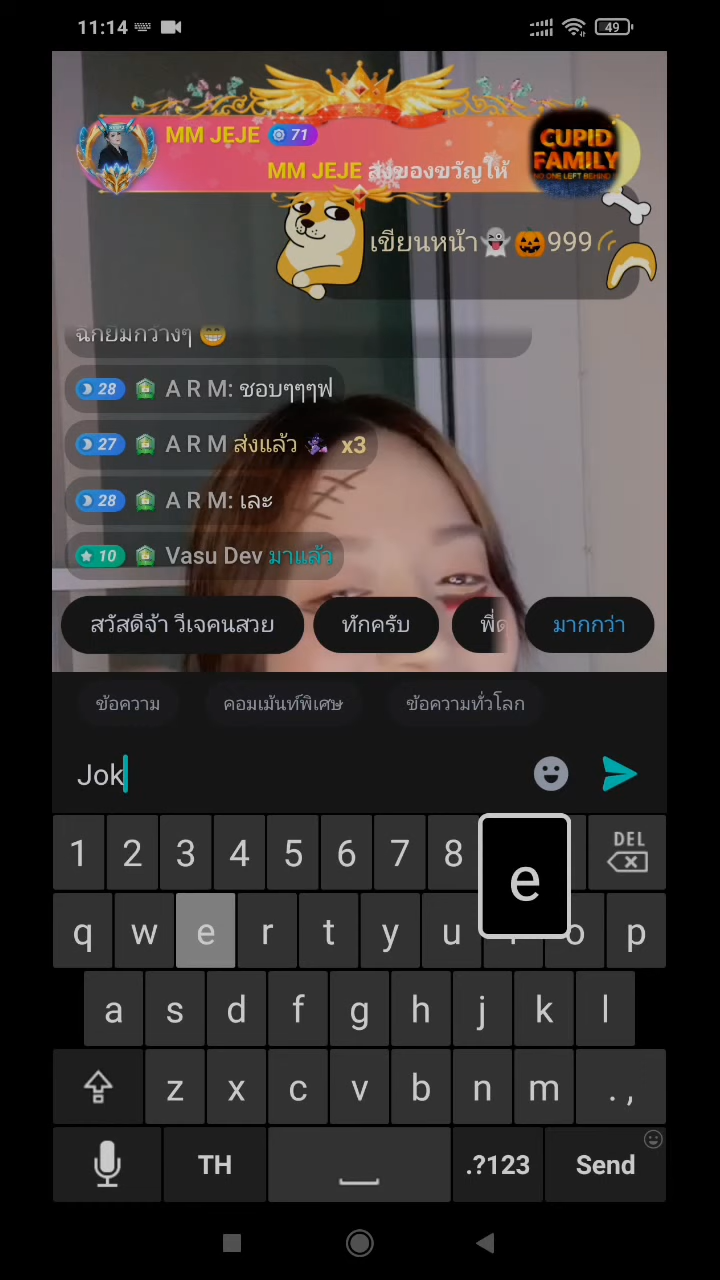 11:14
49
MM JEJE 71
MM JEJE ส่งของขวัญให้
CUPID
FAMILY
NO ONE LEFT BEHIND
เขียนหน้า👻🎃999
ฉีกยิ้มกว้างๆ 😁
28 A R M: ชอบๆๆๆฟ
27 A R M ส่งแล้ว x3
28 A R M: เละ
10 Vasu Dev มาแล้ว
สวัสดีจ้า วีเจคนสวย
ทักครับ
มากกว่า
ข้อความ
คอมเม้นท์พิเศษ
ข้อความทั่วโลก
Jok
1 2 3 4 5 6 7 8 DEL
e
q w e r t y u o p
a s d f g h j k l
z x c v b n m . ,
TH .?123 Send